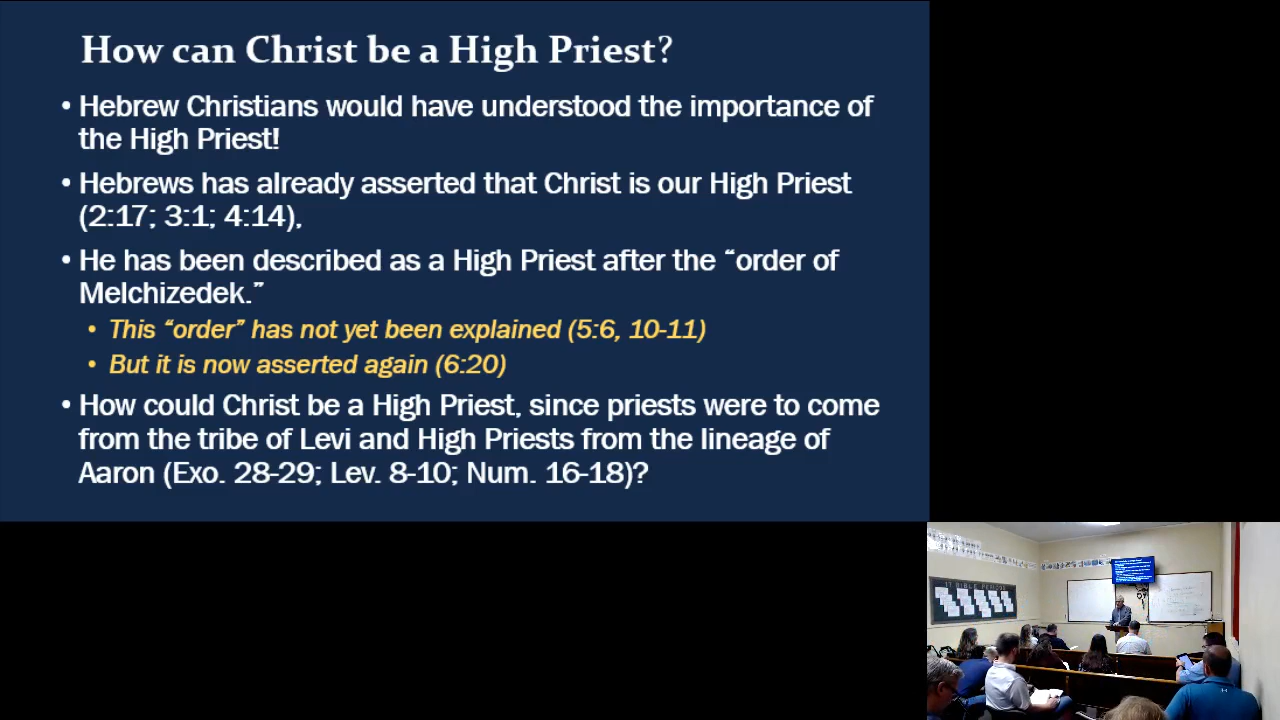 How can Christ be a High Priest?
• Hebrew Christians would have understood the importance of
the High Priest!
• Hebrews has already asserted that Christ is our High Priest
(2:17; 3:1; 4:14),
• He has been described as a High Priest after the “order of
Melchizedek.”
• This “order” has not yet been explained (5:6, 10-11)
• But it is now asserted again (6:20)
• How could Christ be a High Priest, since priests were to come
from the tribe of Levi and High Priests from the lineage of
Aaron (Exo. 28-29; Lev. 8-10; Num. 16-18)?
17 BIBLE PERIODS